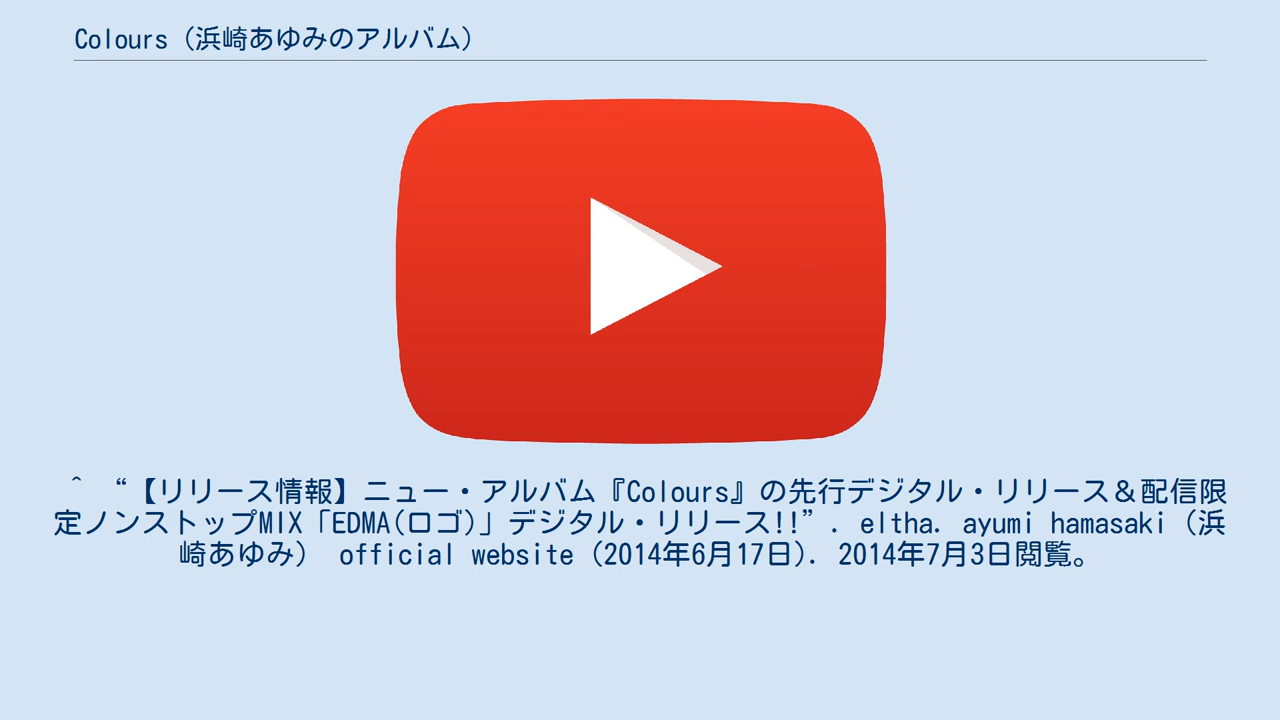 Colours（浜崎あゆみのアルバム）
^ “【リリース情報】ニュー・アルバム『Colours』の先行デジタル・リリース＆配信限
定ノンストップMIX「EDMA(ロゴ)」デジタル・リリース!!”. eltha. ayumi hamasaki（浜
崎あゆみ） official website（2014年6月17日）. 2014年7月3日閲覧。